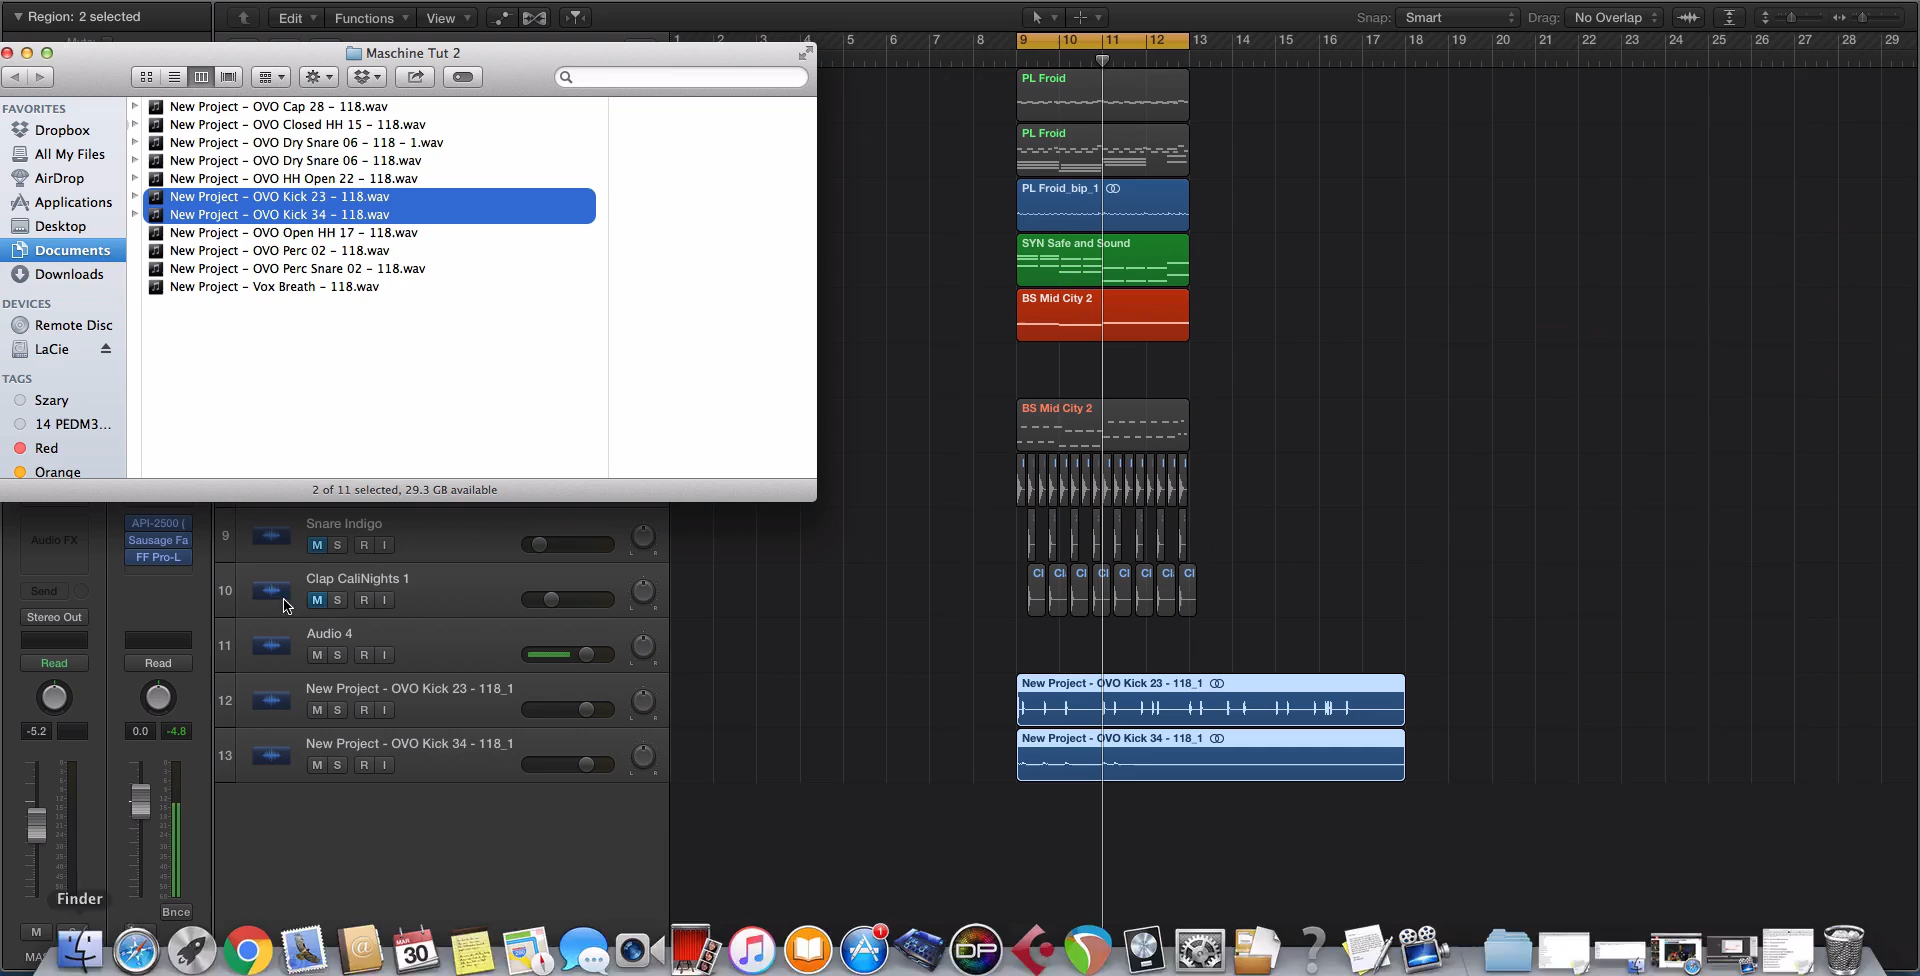 Region: 2 selected
Edit
Functions
View
Snap:
Smart
Drag:
No Overlap
1 2 3 4 5 6 7 8 9 10 11 12 13 14 15 16 17 18 19 20 21 22 23 24 25 26 27 28 29
Maschine Tut 2
FAVORITES
Dropbox
All My Files
AirDrop
Applications
Desktop
Documents
Downloads
DEVICES
Remote Disc
LaCie
TAGS
Szary
14 PEDM3...
Red
Orange
New Project - OVO Cap 28 - 118.wav
New Project - OVO Closed HH 15 - 118.wav
New Project - OVO Dry Snare 06 - 118 - 1.wav
New Project - OVO Dry Snare 06 - 118.wav
New Project - OVO HH Open 22 - 118.wav
New Project - OVO Kick 23 - 118.wav
New Project - OVO Kick 34 - 118.wav
New Project - OVO Open HH 17 - 118.wav
New Project - OVO Perc 02 - 118.wav
New Project - OVO Perc Snare 02 - 118.wav
New Project - Vox Breath - 118.wav
2 of 11 selected, 29.3 GB available
PL Froid
PL Froid
PL Froid_bip_1
SYN Safe and Sound
BS Mid City 2
BS Mid City 2
Cl Cl Cl Cl Cl Cl Cl Cl
New Project - OVO Kick 23 - 118_1
New Project - OVO Kick 34 - 118_1
Audio FX
API-2500 (
Sausage Fa
FF Pro-L
Send
Stereo Out
Read
Read
-5.2
0.0
-4.8
Bnce
M
9
Snare Indigo
M S R I
10
Clap CaliNights 1
M S R I
11
Audio 4
M S R I
12
New Project - OVO Kick 23 - 118_1
M S R I
13
New Project - OVO Kick 34 - 118_1
M S R I
Finder
MAR
30
1
DP